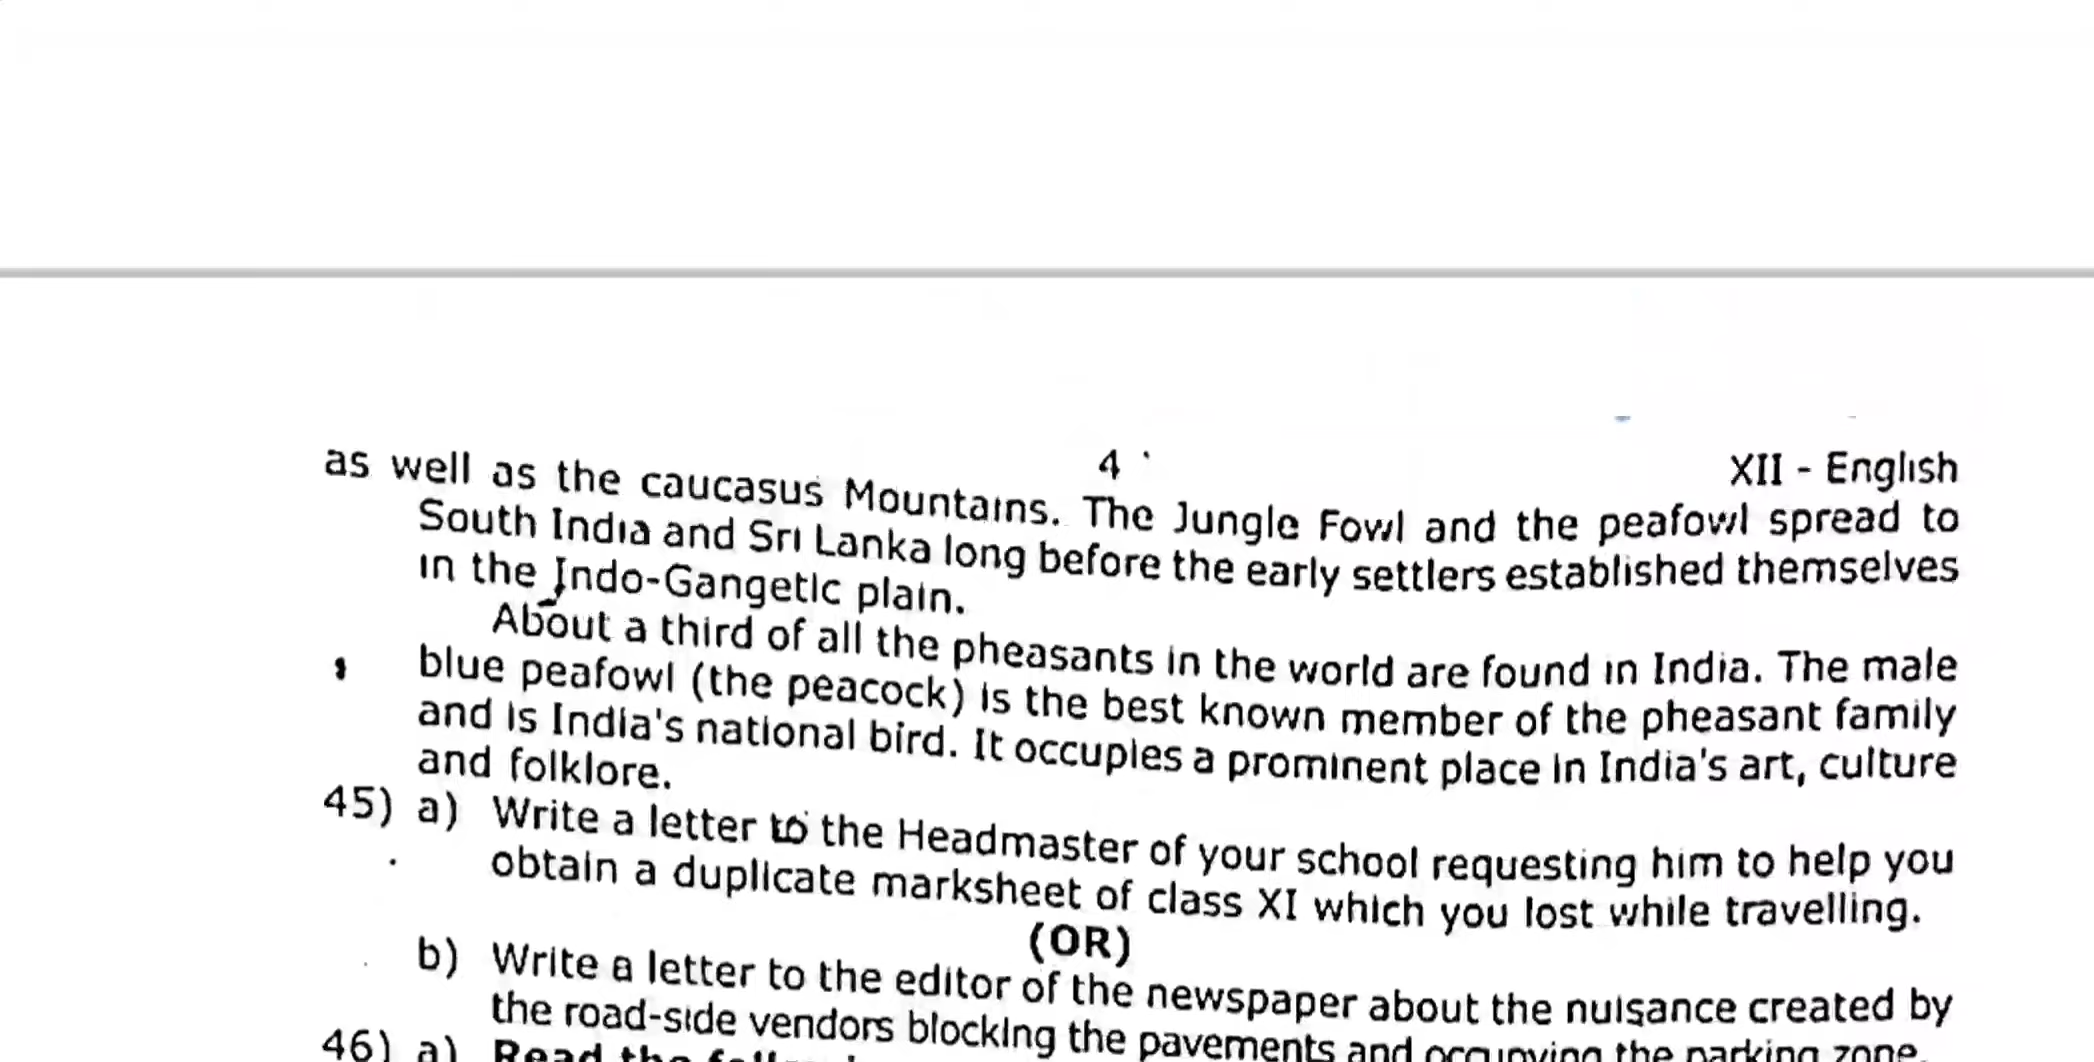 4
XII - English
as well as the caucasus Mountains. The Jungle Fowl and the peafowl spread to
South India and Sri Lanka long before the early settlers established themselves
in the Indo-Gangetic plain.
About a third of all the pheasants in the world are found in India. The male
blue peafowl (the peacock) is the best known member of the pheasant family
and is India's national bird. It occupies a prominent place in India's art, culture
and folklore.
45) a) Write a letter to the Headmaster of your school requesting him to help you
obtain a duplicate marksheet of class XI which you lost while travelling.
(OR)
b) Write a letter to the editor of the newspaper about the nuisance created by
the road-side vendors blocking the pavements and occupying the parking zone.
46) a) Read the